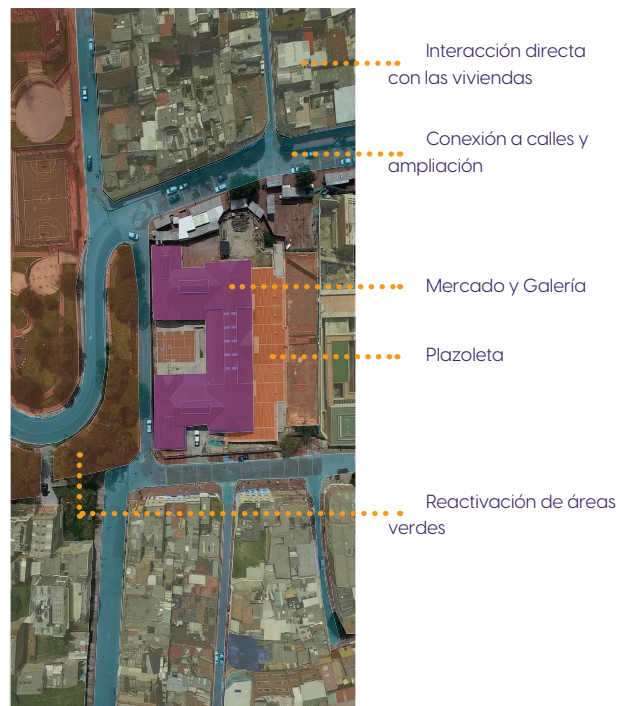 Interacción directa
con las viviendas
Conexión a calles y
ampliación
Mercado y Galería
Plazoleta
Reactivación de áreas
verdes